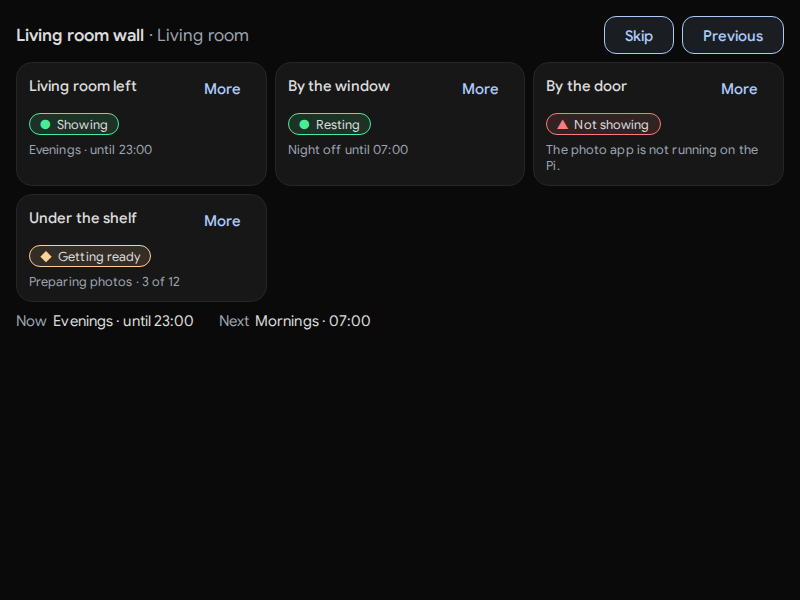 Living room wall · Living room
Skip
Previous
Living room left
More
Showing
Evenings · until 23:00
By the window
More
Resting
Night off until 07:00
By the door
More
Not showing
The photo app is not running on the
Pi.
Under the shelf
More
Getting ready
Preparing photos · 3 of 12
Now Evenings · until 23:00 Next Mornings · 07:00